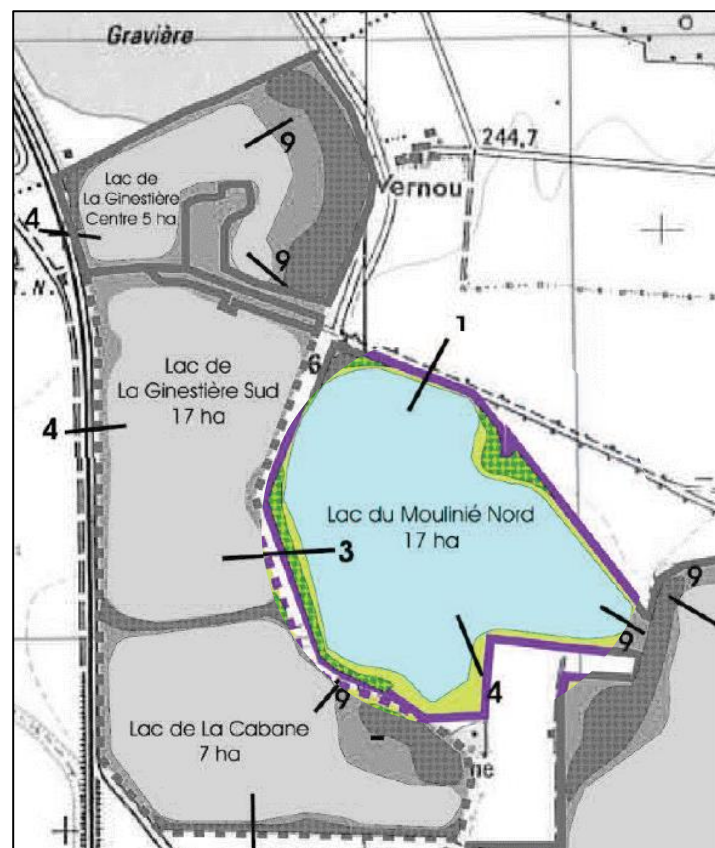 Gravière
9
244,7
Vernou
Lac de
La Ginestière
Centre 5 ha
4
9
1
6
Lac de
La Ginestière Sud
17 ha
4
Lac du Moulinié Nord
17 ha
3
9
9
4
9
Lac de La Cabane
7 ha
ne
N.